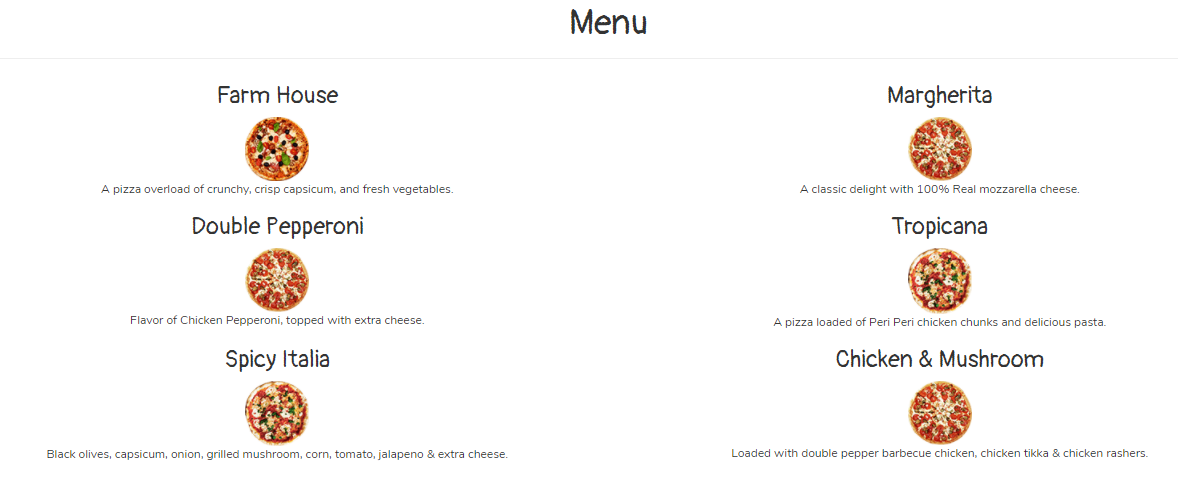 Menu
Farm House
A pizza overload of crunchy, crisp capsicum, and fresh vegetables.
Margherita
A classic delight with 100% Real mozzarella cheese.
Double Pepperoni
Flavor of Chicken Pepperoni, topped with extra cheese.
Tropicana
A pizza loaded of Peri Peri chicken chunks and delicious pasta.
Spicy Italia
Black olives, capsicum, onion, grilled mushroom, corn, tomato, jalapeno & extra cheese.
Chicken & Mushroom
Loaded with double pepper barbecue chicken, chicken tikka & chicken rashers.